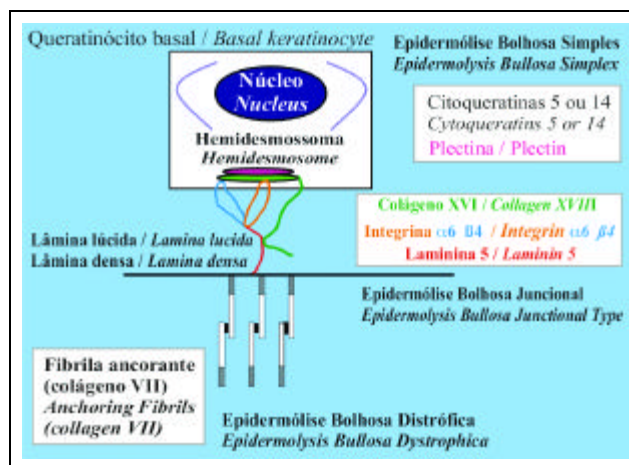 Queratinócito basal / Basal keratinocyte
Núcleo
Nucleus
Hemidesmossoma
Hemidesmosome
Epidermólise Bolhosa Simples
Epidermolysis Bullosa Simplex
Citoqueratinas 5 ou 14
Cytoqueratins 5 or 14
Plectina / Plectin
Colágeno XVI / Collagen XVIII
Integrina α6 ß4 / Integrin α6 β4
Laminina 5 / Laminin 5
Lâmina lúcida / Lamina lucida
Lâmina densa / Lamina densa
Epidermólise Bolhosa Juncional
Epidermolysis Bullosa Junctional Type
Fibrila ancorante
(colágeno VII)
Anchoring Fibrils
(collagen VII)
Epidermólise Bolhosa Distrófica
Epidermolysis Bullosa Dystrophica